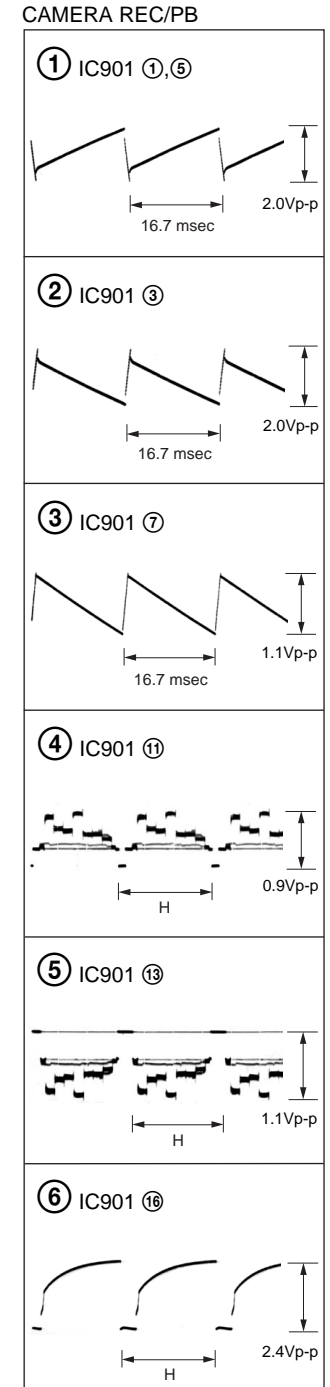 CAMERA REC/PB
① IC901 ①,⑤
2.0Vp-p
16.7 msec
② IC901 ③
2.0Vp-p
16.7 msec
③ IC901 ⑦
1.1Vp-p
16.7 msec
④ IC901 ⑪
0.9Vp-p
H
⑤ IC901 ⑬
1.1Vp-p
H
⑥ IC901 ⑯
2.4Vp-p
H